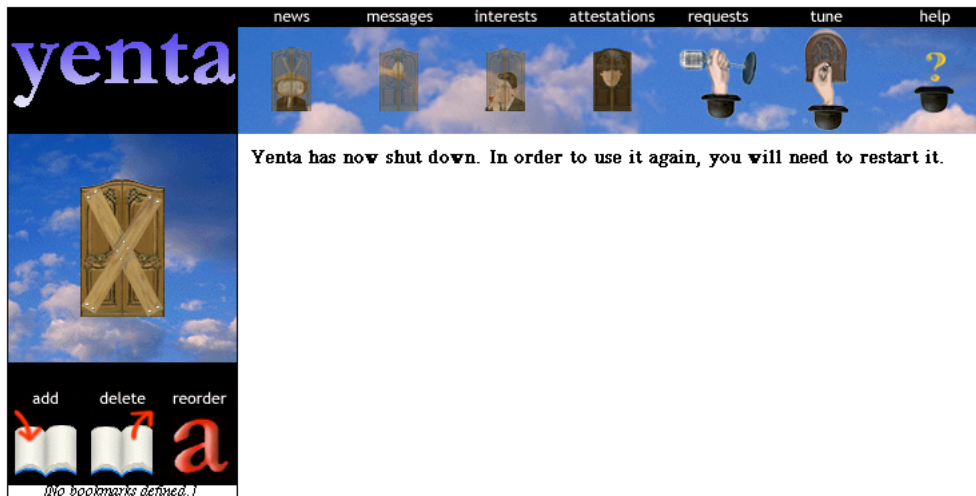 yenta
news messages interests attestations requests tune help
?
Yenta has now shut down. In order to use it again, you will need to restart it.
add delete reorder
a
[No bookmarks defined.]